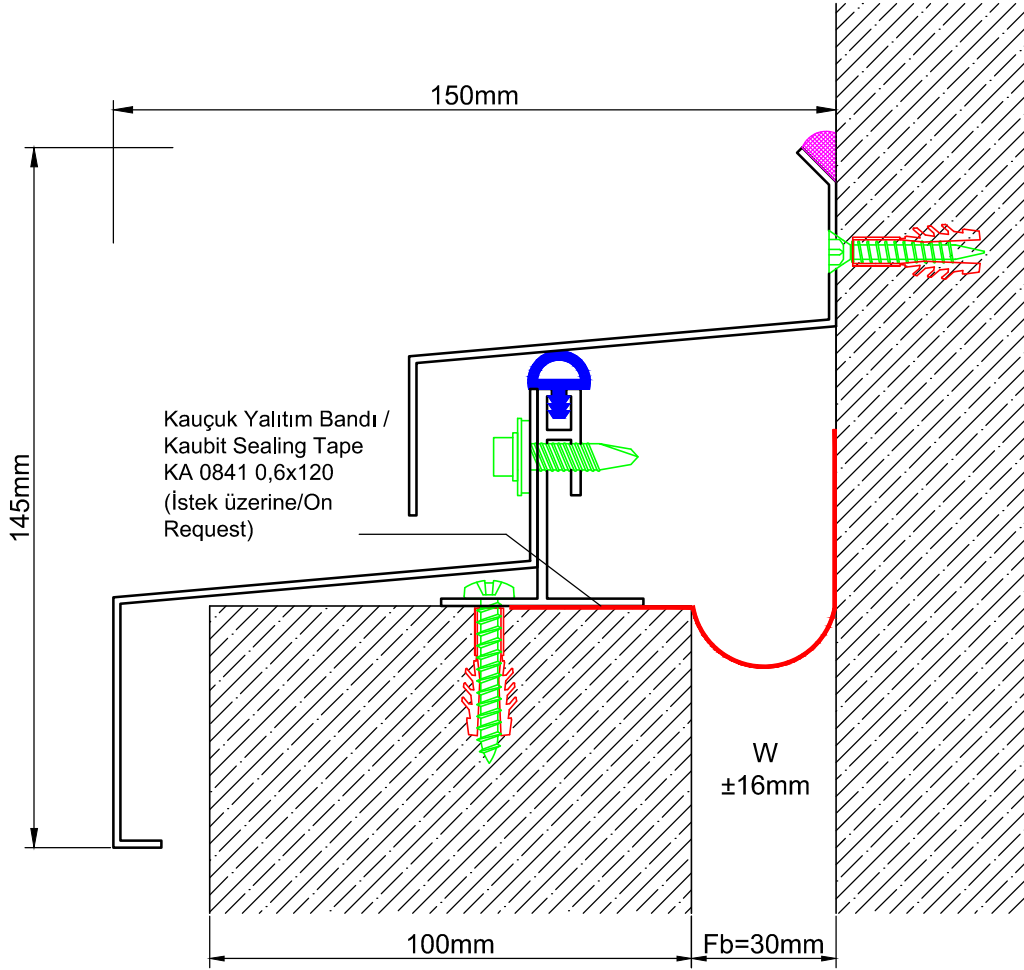 150mm
145mm
Kauçuk Yalıtım Bandı /
Kaubit Sealing Tape
KA 0841 0,6x120
(İstek üzerine/On
Request)
W
±16mm
100mm
Fb=30mm